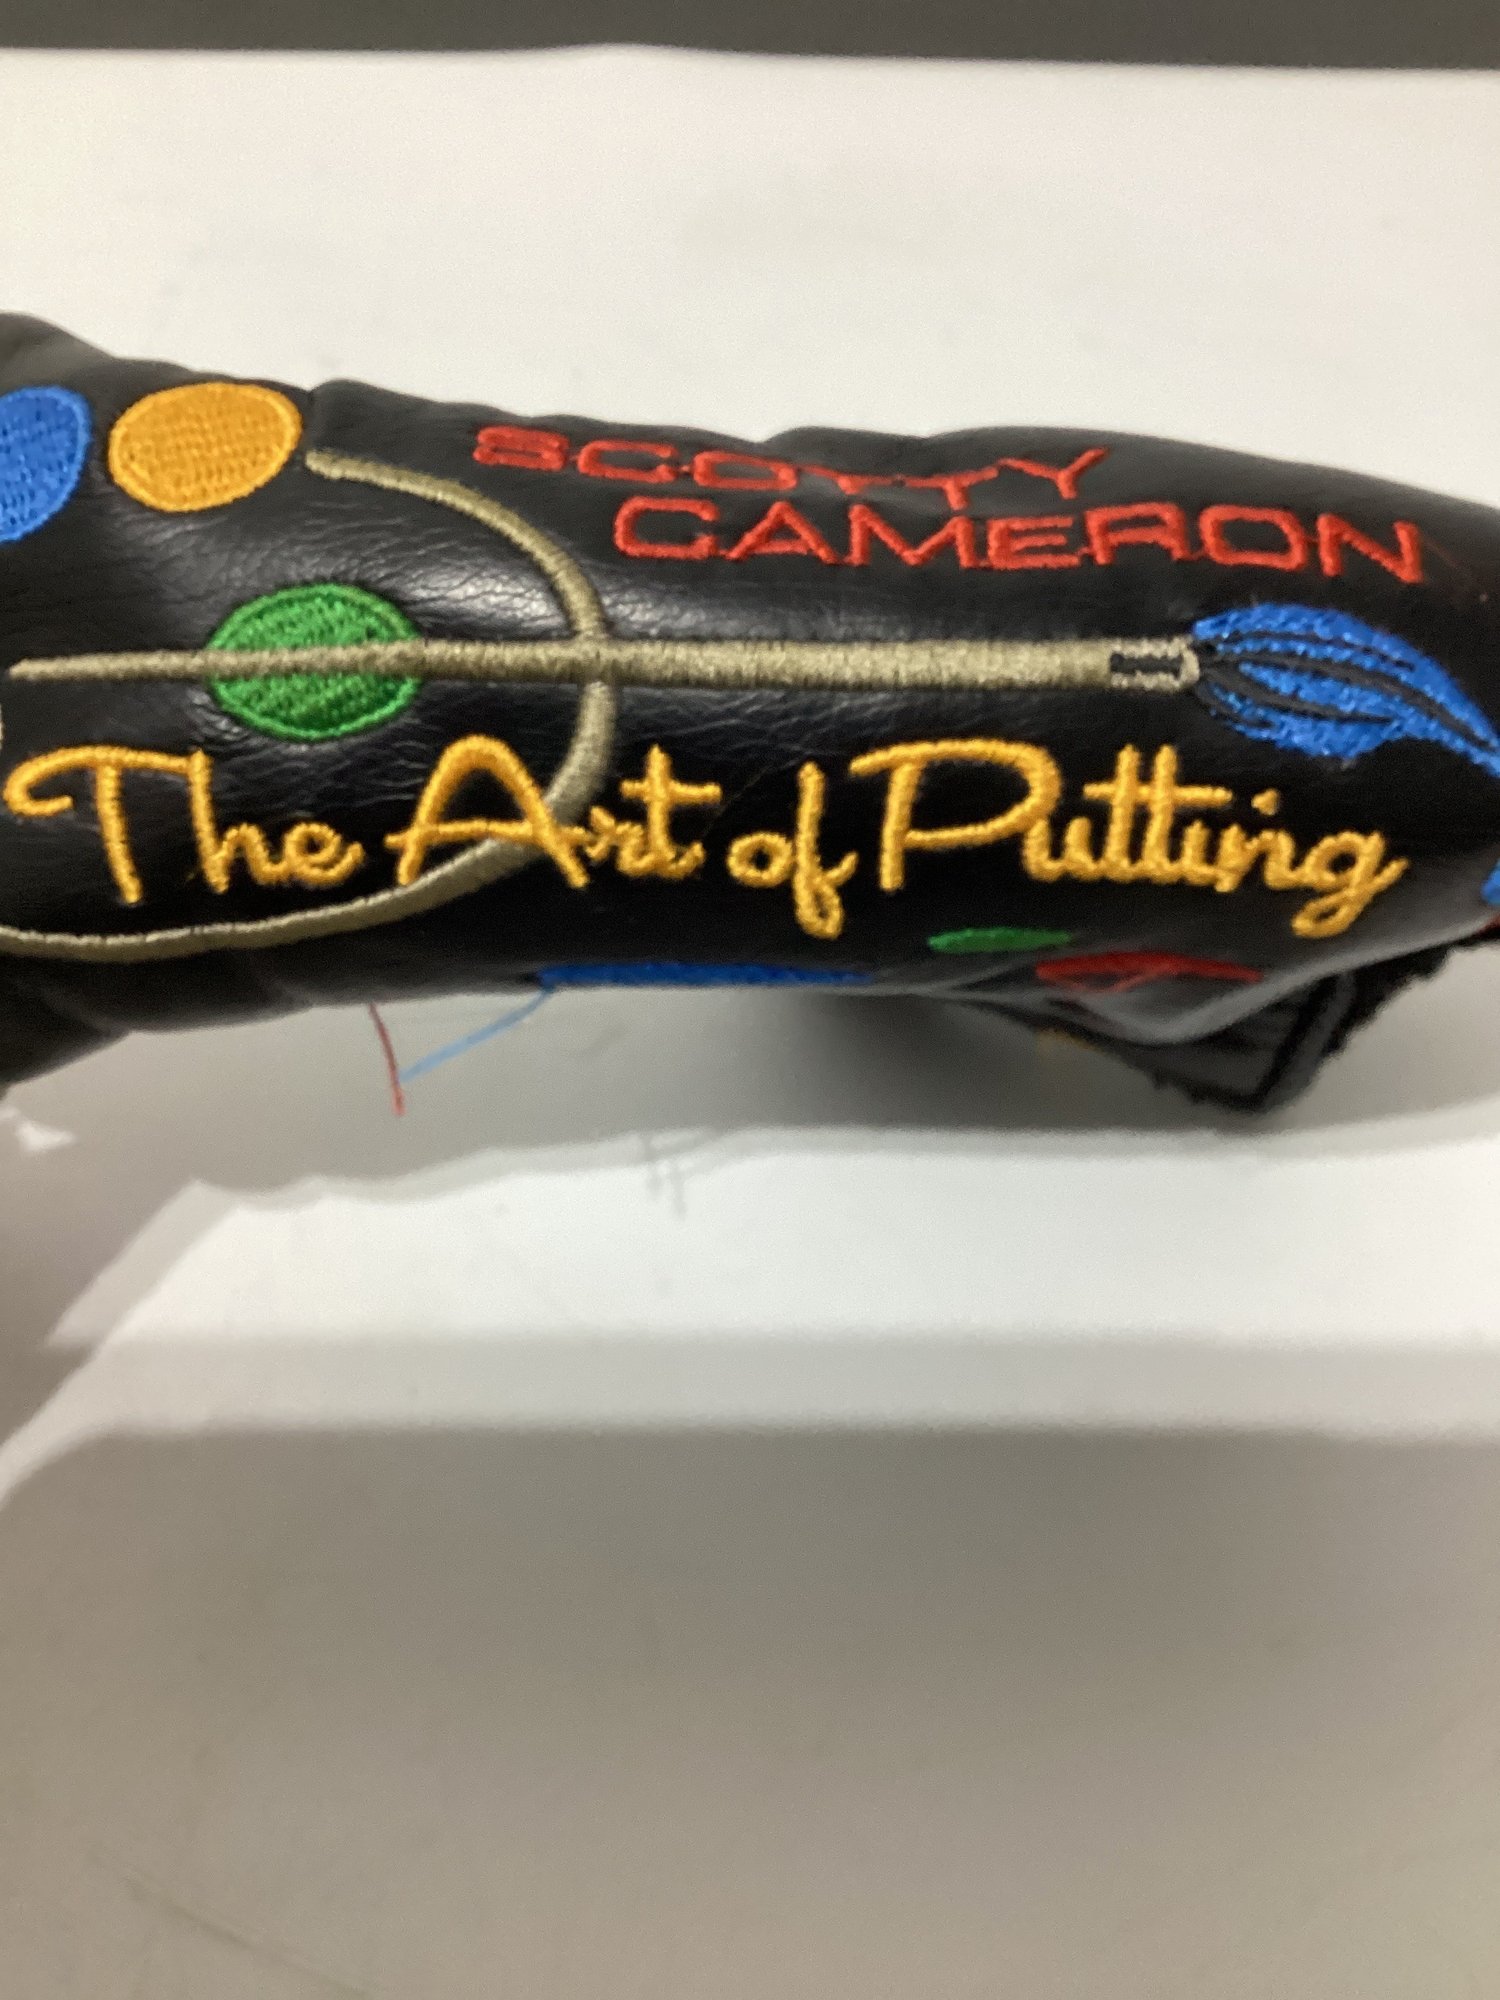 SCOTTY
CAMERON
The Art of Putting